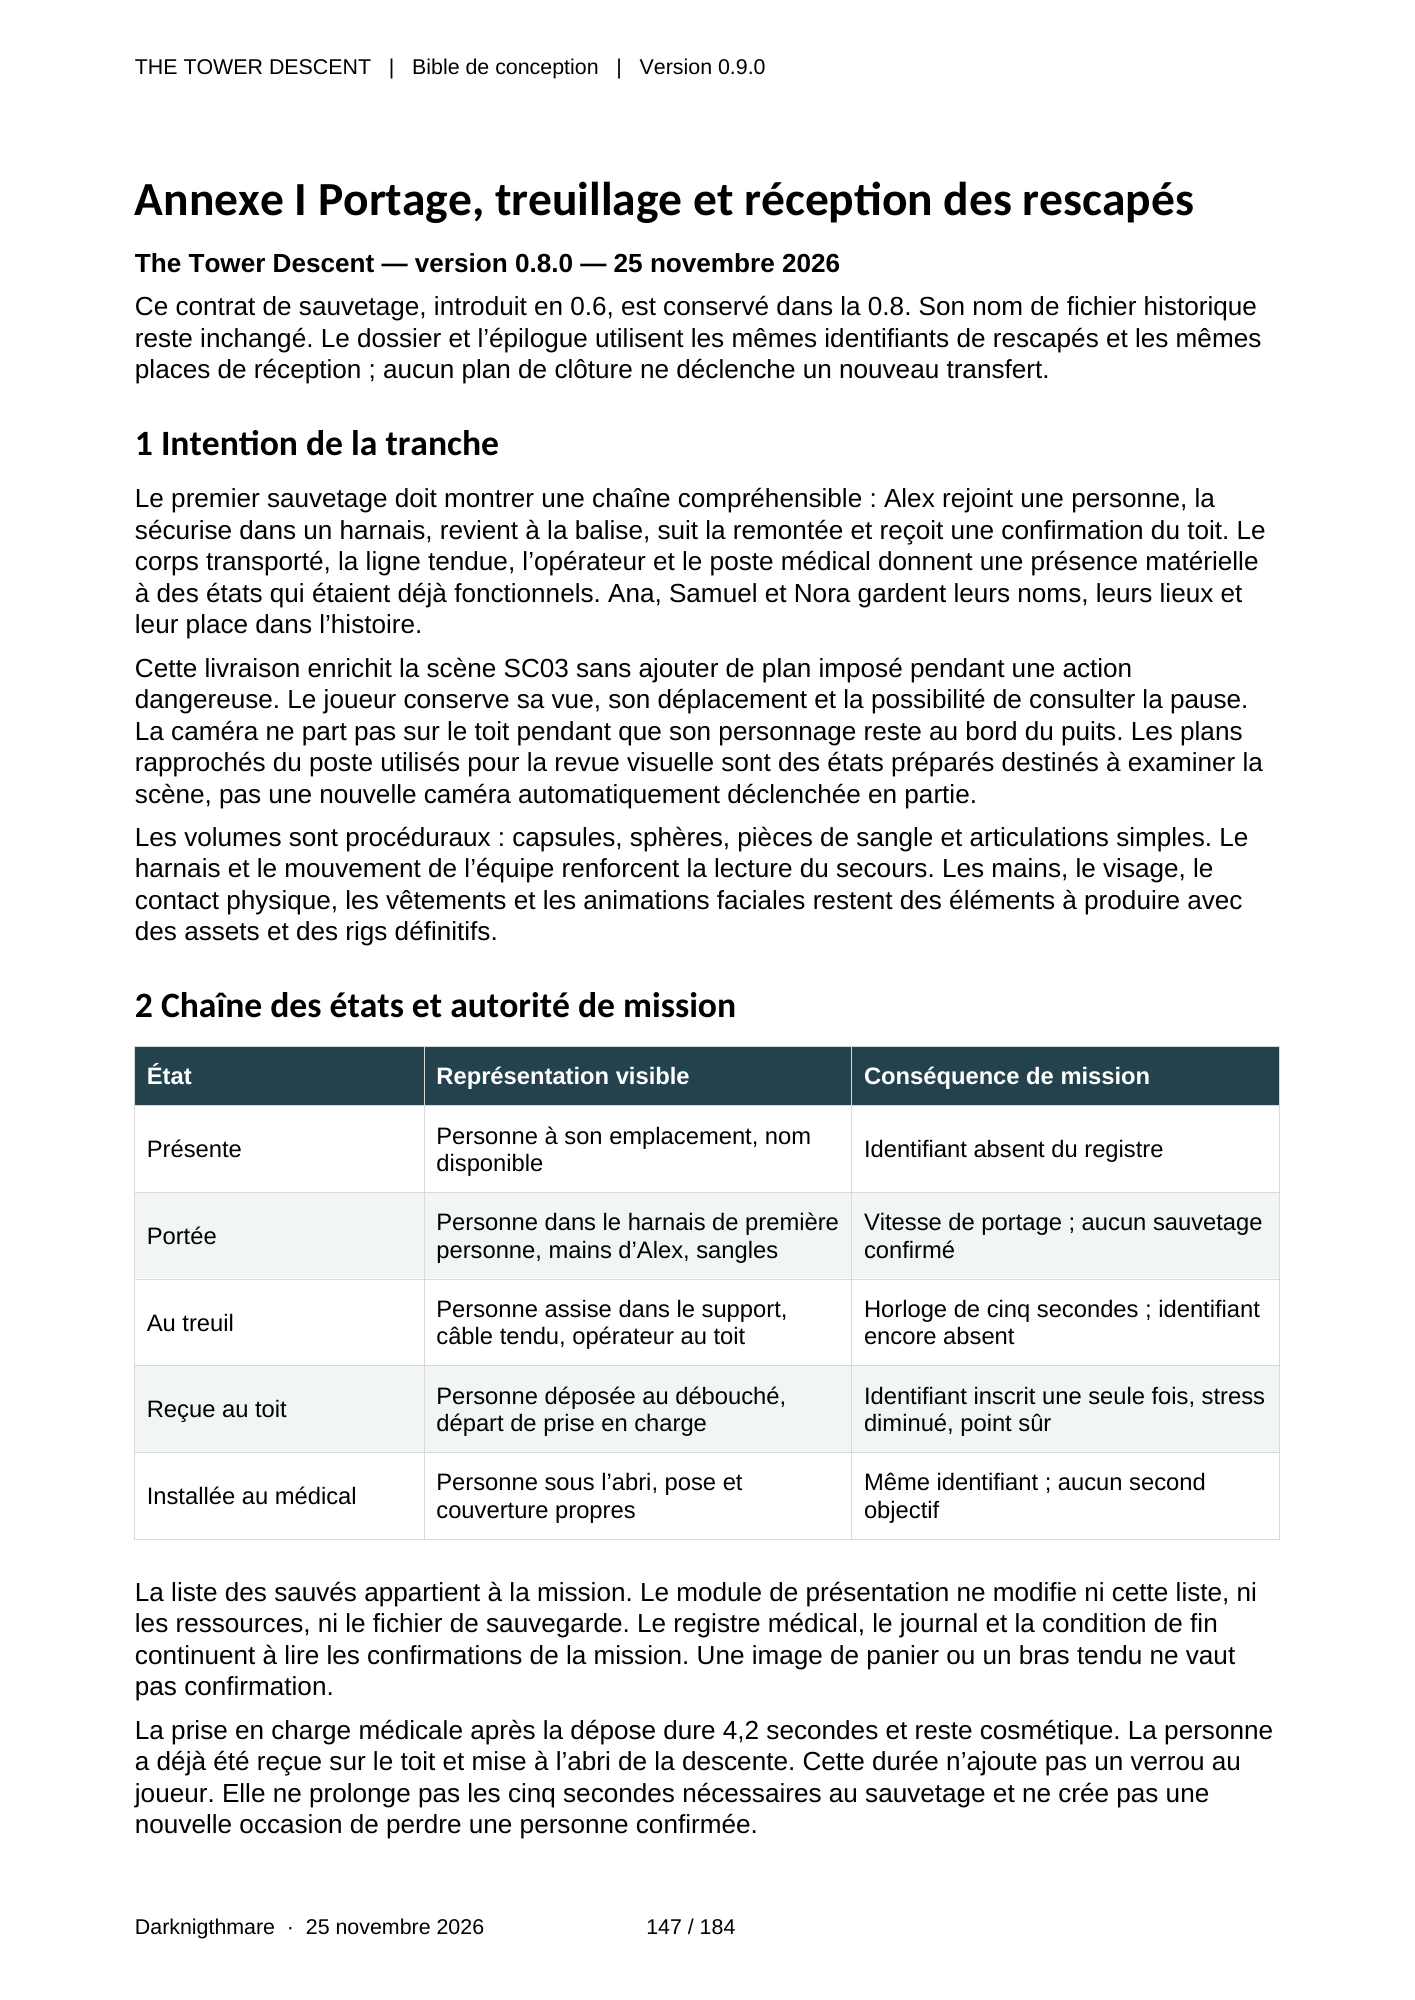 THE TOWER DESCENT | Bible de conception | Version 0.9.0
Annexe I Portage, treuillage et réception des rescapés
The Tower Descent — version 0.8.0 — 25 novembre 2026
Ce contrat de sauvetage, introduit en 0.6, est conservé dans la 0.8. Son nom de fichier historique
reste inchangé. Le dossier et l’épilogue utilisent les mêmes identifiants de rescapés et les mêmes
places de réception ; aucun plan de clôture ne déclenche un nouveau transfert.
1 Intention de la tranche
Le premier sauvetage doit montrer une chaîne compréhensible : Alex rejoint une personne, la
sécurise dans un harnais, revient à la balise, suit la remontée et reçoit une confirmation du toit. Le
corps transporté, la ligne tendue, l’opérateur et le poste médical donnent une présence matérielle
à des états qui étaient déjà fonctionnels. Ana, Samuel et Nora gardent leurs noms, leurs lieux et
leur place dans l’histoire.
Cette livraison enrichit la scène SC03 sans ajouter de plan imposé pendant une action
dangereuse. Le joueur conserve sa vue, son déplacement et la possibilité de consulter la pause.
La caméra ne part pas sur le toit pendant que son personnage reste au bord du puits. Les plans
rapprochés du poste utilisés pour la revue visuelle sont des états préparés destinés à examiner la
scène, pas une nouvelle caméra automatiquement déclenchée en partie.
Les volumes sont procéduraux : capsules, sphères, pièces de sangle et articulations simples. Le
harnais et le mouvement de l’équipe renforcent la lecture du secours. Les mains, le visage, le
contact physique, les vêtements et les animations faciales restent des éléments à produire avec
des assets et des rigs définitifs.
2 Chaîne des états et autorité de mission
État
Représentation visible
Conséquence de mission
Présente
Personne à son emplacement, nom
disponible
Identifiant absent du registre
Portée
Personne dans le harnais de première
personne, mains d’Alex, sangles
Vitesse de portage ; aucun sauvetage
confirmé
Au treuil
Personne assise dans le support,
câble tendu, opérateur au toit
Horloge de cinq secondes ; identifiant
encore absent
Reçue au toit
Personne déposée au débouché,
départ de prise en charge
Identifiant inscrit une seule fois, stress
diminué, point sûr
Installée au médical
Personne sous l’abri, pose et
couverture propres
Même identifiant ; aucun second
objectif
La liste des sauvés appartient à la mission. Le module de présentation ne modifie ni cette liste, ni
les ressources, ni le fichier de sauvegarde. Le registre médical, le journal et la condition de fin
continuent à lire les confirmations de la mission. Une image de panier ou un bras tendu ne vaut
pas confirmation.
La prise en charge médicale après la dépose dure 4,2 secondes et reste cosmétique. La personne
a déjà été reçue sur le toit et mise à l’abri de la descente. Cette durée n’ajoute pas un verrou au
joueur. Elle ne prolonge pas les cinq secondes nécessaires au sauvetage et ne crée pas une
nouvelle occasion de perdre une personne confirmée.
Darknigthmare · 25 novembre 2026 147 / 184